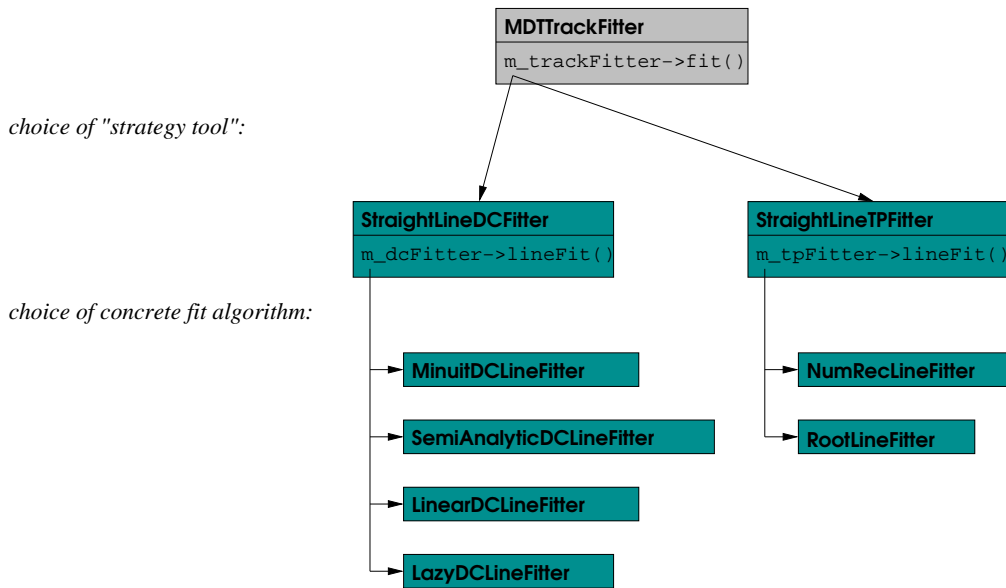 MDTTrackFitter
m_trackFitter->fit()
choice of "strategy tool":
StraightLineDCFitter
m_dcFitter->lineFit()
StraightLineTPFitter
m_tpFitter->lineFit()
choice of concrete fit algorithm:
MinuitDCLineFitter
NumRecLineFitter
SemiAnalyticDCLineFitter
RootLineFitter
LinearDCLineFitter
LazyDCLineFitter